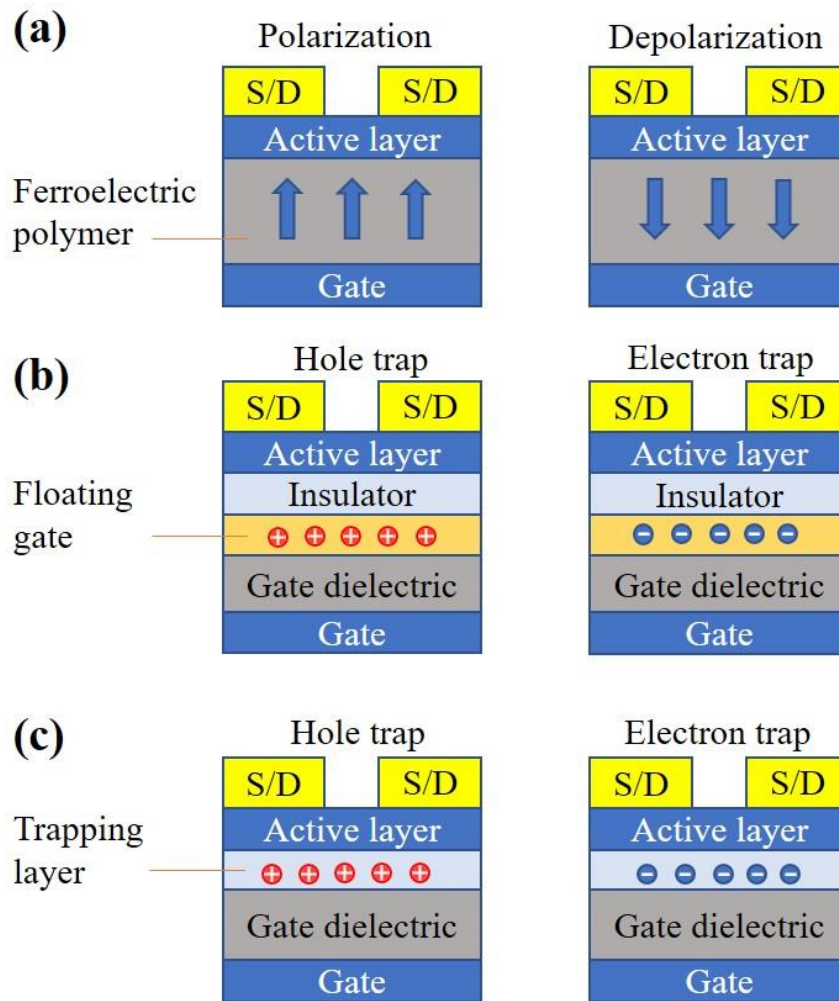 (a)
Polarization
Depolarization
S/D
S/D
S/D
S/D
Active layer
Active layer
Ferroelectric
polymer
Gate
Gate
(b)
Hole trap
Electron trap
S/D
S/D
S/D
S/D
Active layer
Active layer
Floating
gate
Insulator
Insulator
+ + + + +
− − − − −
Gate dielectric
Gate dielectric
Gate
Gate
(c)
Hole trap
Electron trap
S/D
S/D
S/D
S/D
Active layer
Active layer
Trapping
layer
+ + + + +
− − − − −
Gate dielectric
Gate dielectric
Gate
Gate